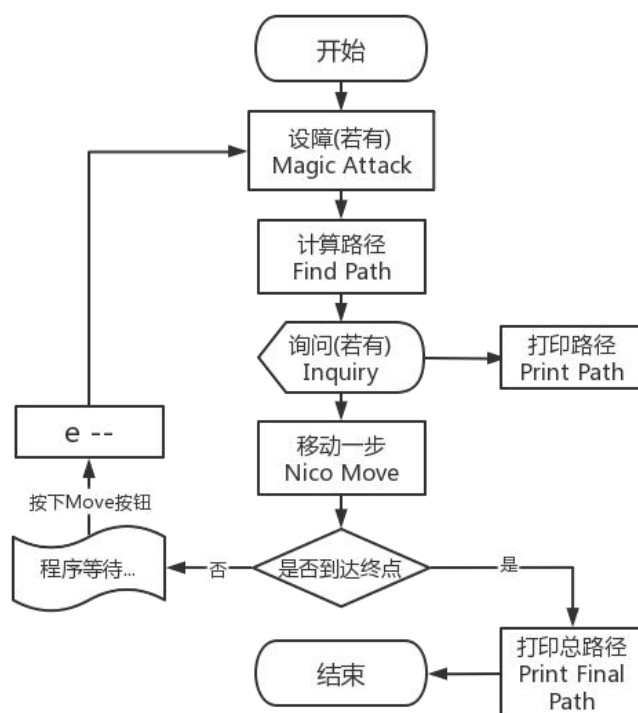 开始
设障(若有)
Magic Attack
计算路径
Find Path
询问(若有)
Inquiry
打印路径
Print Path
e --
移动一步
Nico Move
按下Move按钮
程序等待...
否
是否到达终点
是
打印总路径
Print Final
Path
结束